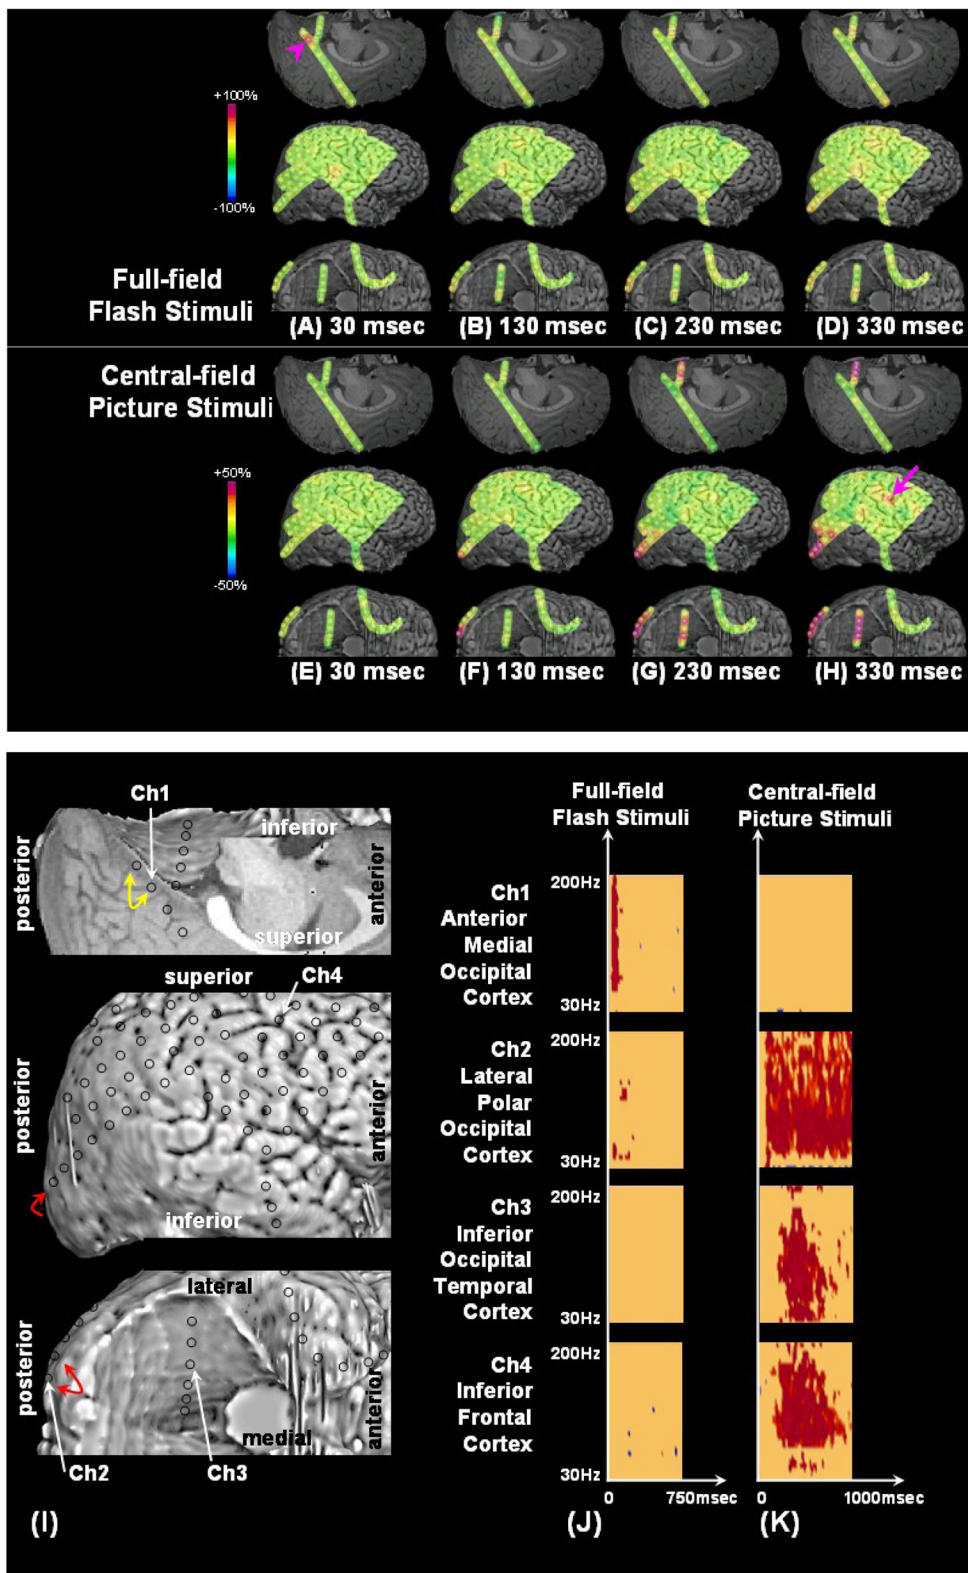 +100%
-100%
Full-field
Flash Stimuli
(A) 30 msec
(B) 130 msec
(C) 230 msec
(D) 330 msec
Central-field
Picture Stimuli
+50%
-50%
(E) 30 msec
(F) 130 msec
(G) 230 msec
(H) 330 msec
Ch1
posterior
inferior
superior
anterior
superior
Ch4
posterior
inferior
anterior
lateral
posterior
medial
anterior
Ch2
Ch3
(I)
Full-field
Flash Stimuli
Central-field
Picture Stimuli
Ch1
Anterior
Medial
Occipital
Cortex
200Hz
30Hz
Ch2
Lateral
Polar
Occipital
Cortex
200Hz
30Hz
Ch3
Inferior
Occipital
Temporal
Cortex
200Hz
30Hz
Ch4
Inferior
Frontal
Cortex
200Hz
30Hz
0
750msec
0
1000msec
(J)
(K)